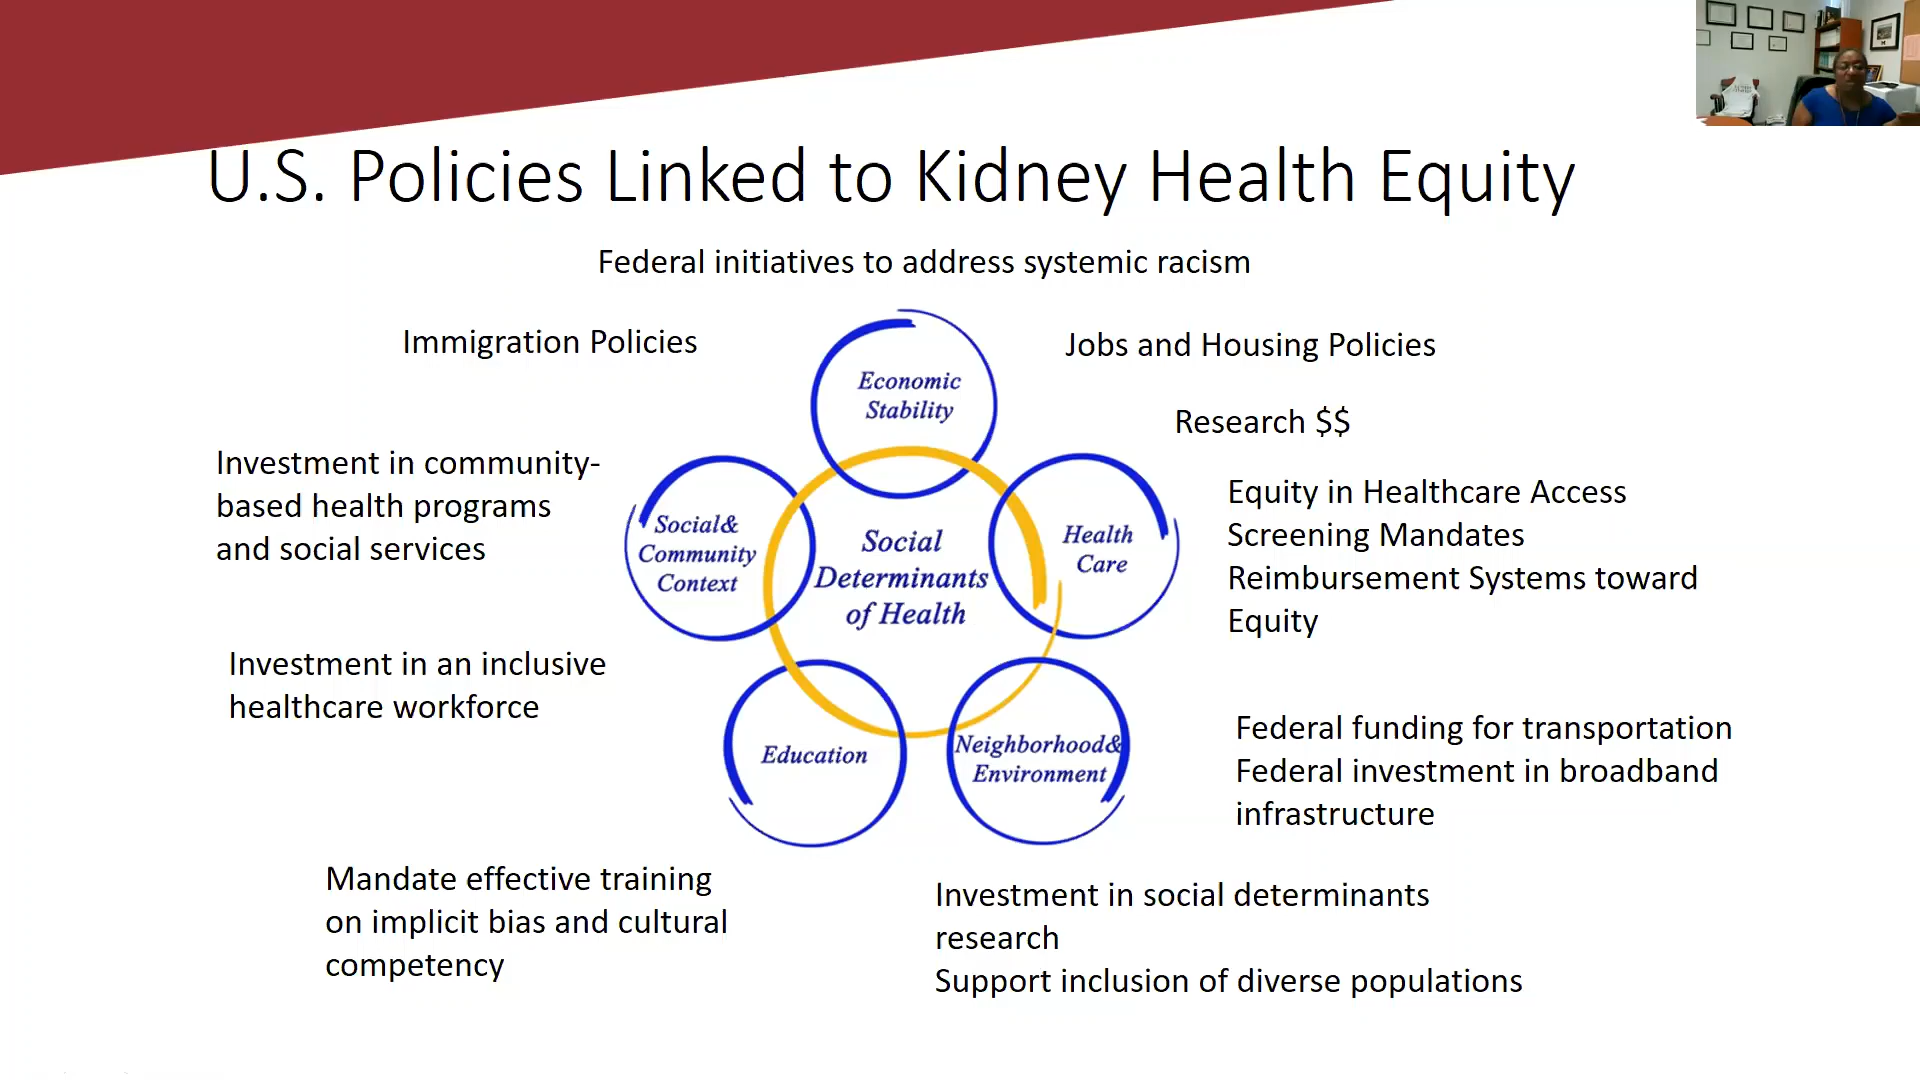 U.S. Policies Linked to Kidney Health Equity
Federal initiatives to address systemic racism
Immigration Policies
Jobs and Housing Policies
Economic
Stability
Research $$
Investment in community-
based health programs
and social services
Social&
Community
Context
Social
Determinants
of Health
Health
Care
Equity in Healthcare Access
Screening Mandates
Reimbursement Systems toward
Equity
Investment in an inclusive
healthcare workforce
Education
Neighborhood&
Environment
Federal funding for transportation
Federal investment in broadband
infrastructure
Mandate effective training
on implicit bias and cultural
competency
Investment in social determinants
research
Support inclusion of diverse populations